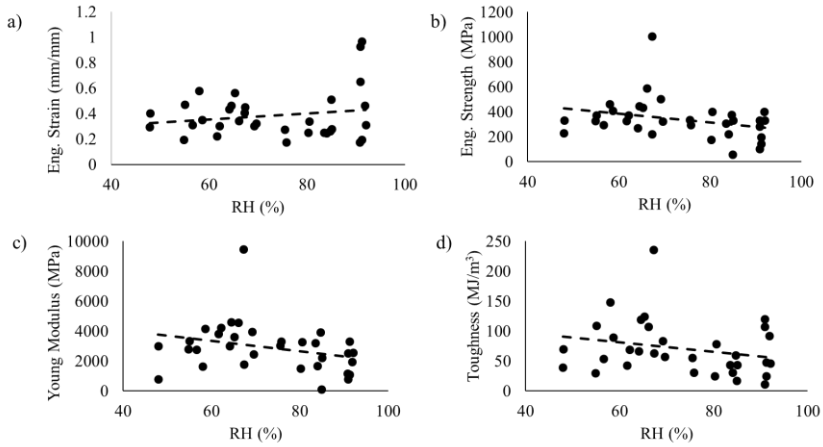 a)
Eng. Strain (mm/mm)
1.2
1
0.8
0.6
0.4
0.2
0
40 60 80 100
RH (%)
b)
Eng. Strength (MPa)
1200
1000
800
600
400
200
0
40 60 80 100
RH (%)
c)
Young Modulus (MPa)
10000
8000
6000
4000
2000
0
40 60 80 100
RH (%)
d)
Toughness (MJ/m³)
250
200
150
100
50
0
40 60 80 100
RH (%)